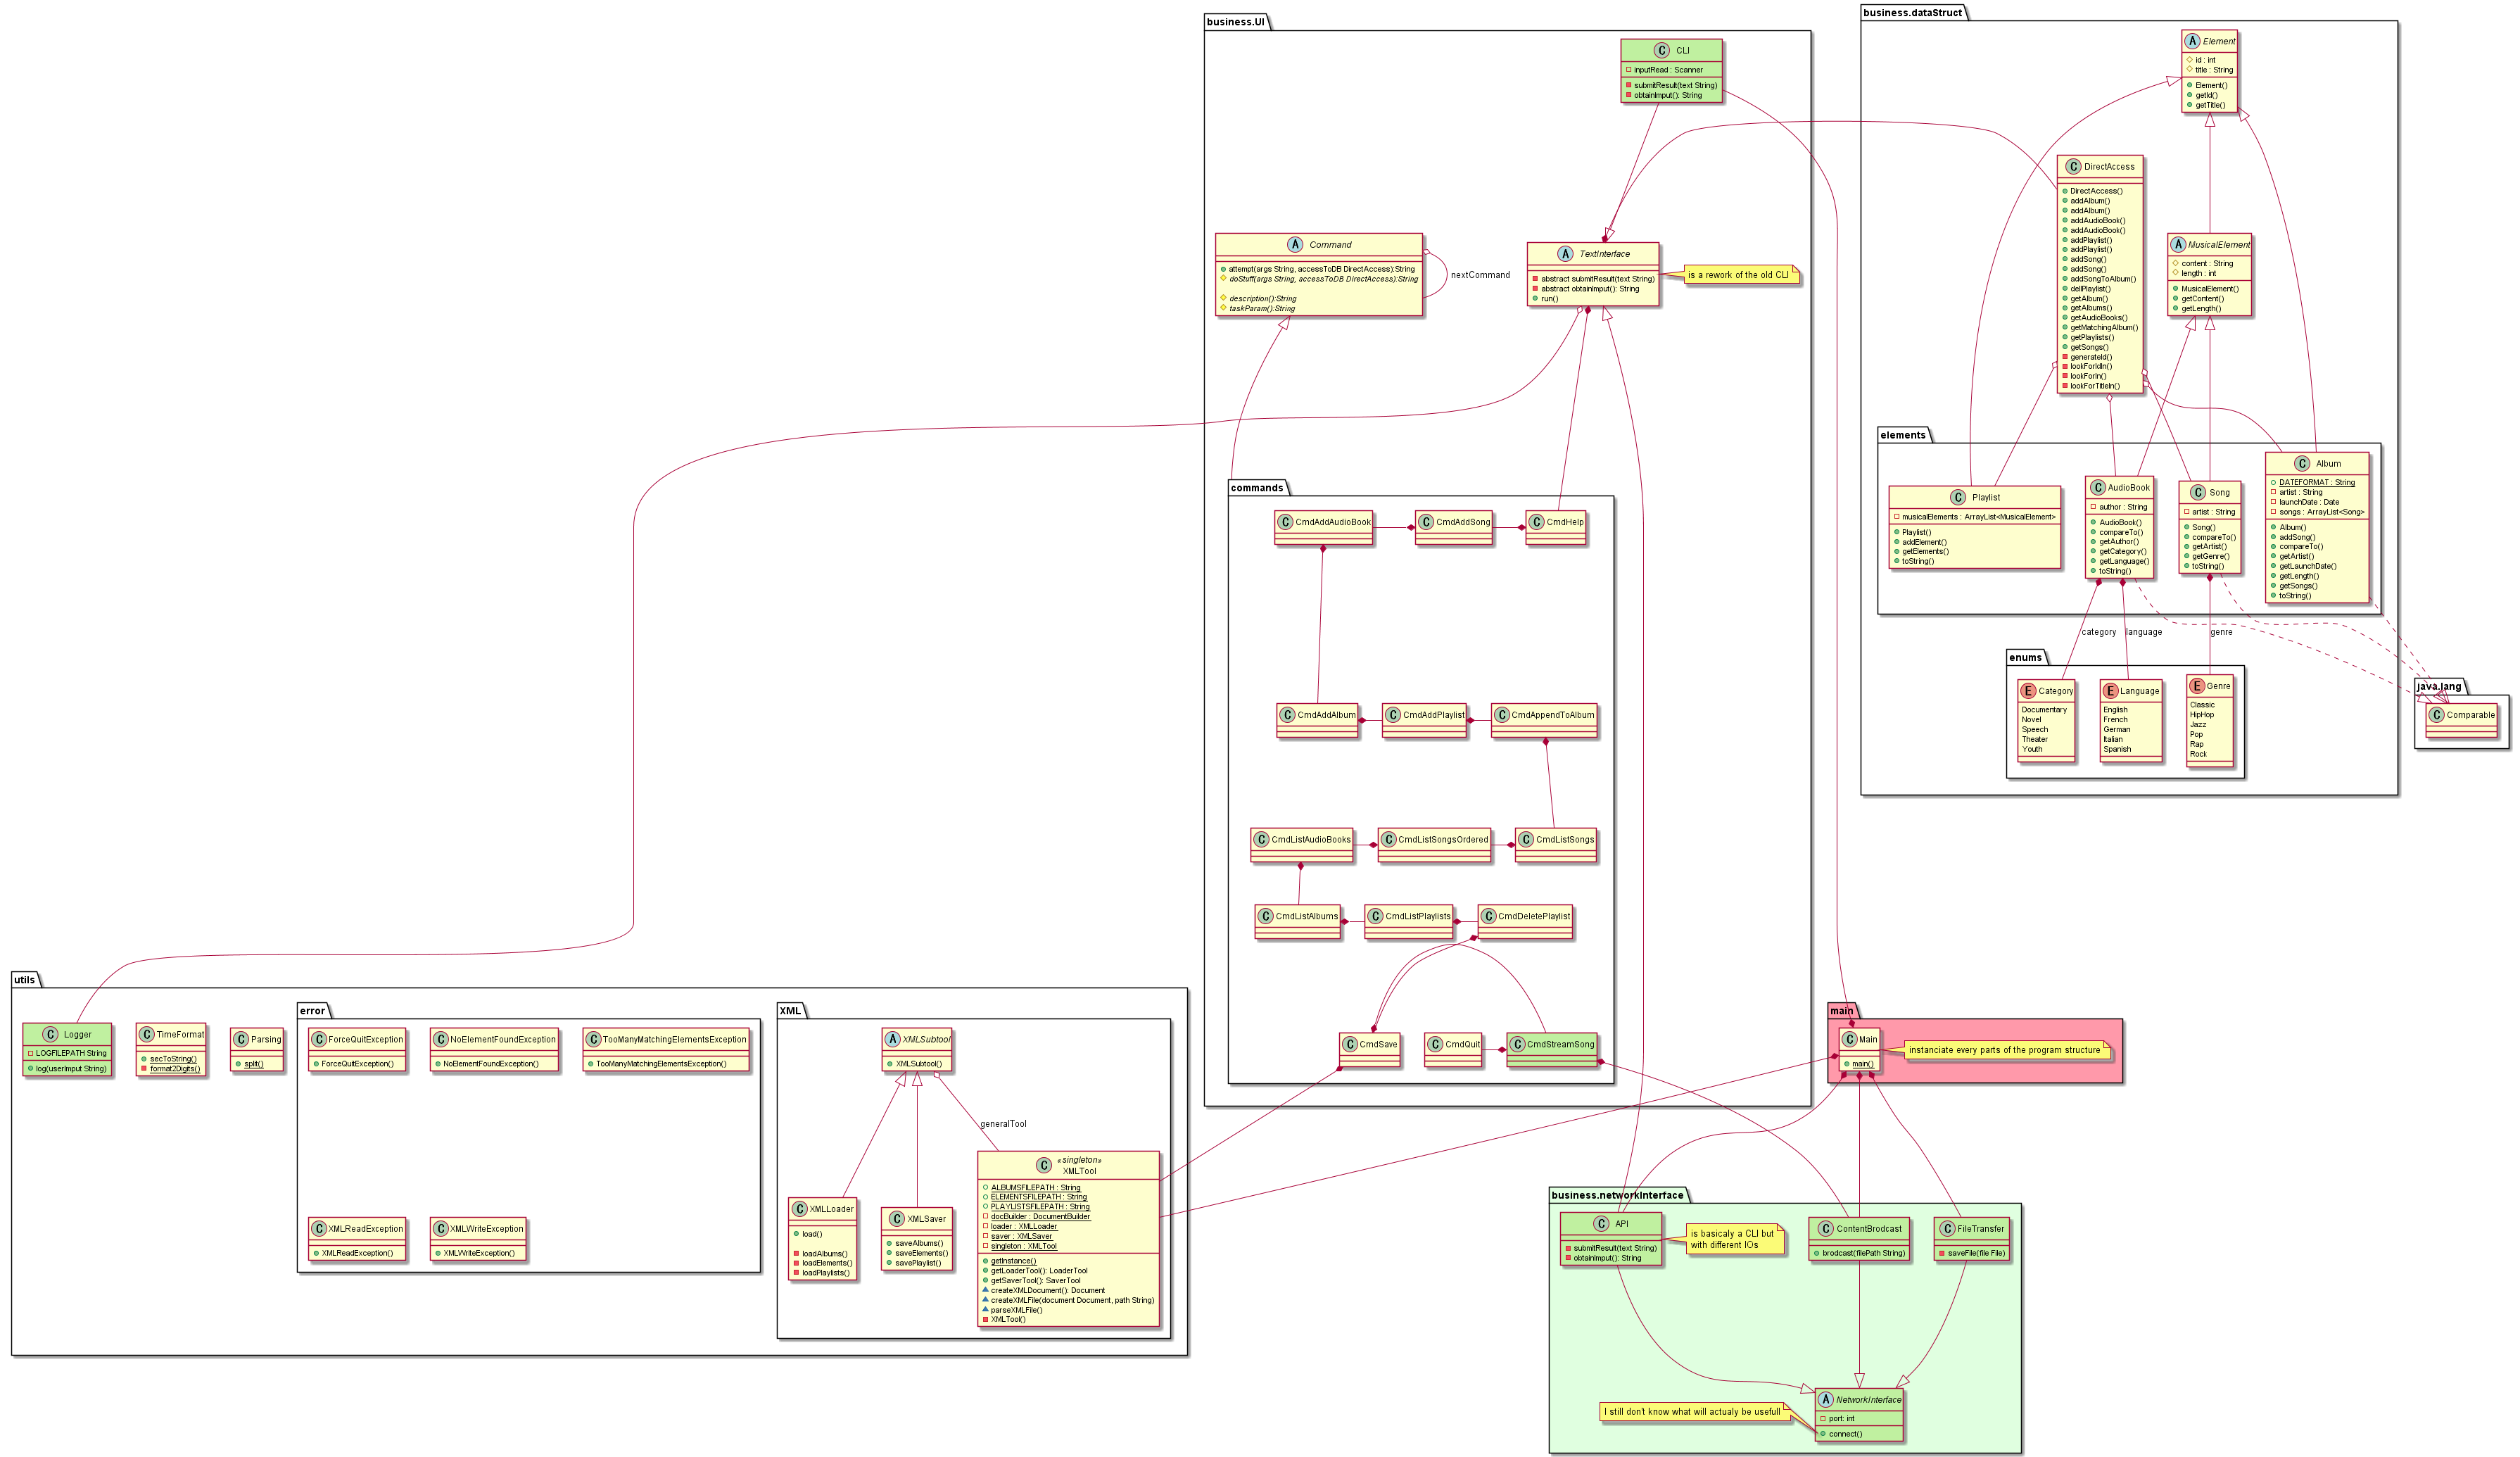 business.UI
C CLI
inputRead : Scanner
submitResult(text String)
obtainImput(): String
A Command
attempt(args String, accessToDB DirectAccess):String
doStuff(args String, accessToDB DirectAccess):String
description():String
taskParam():String
nextCommand
A TextInterface
abstract submitResult(text String)
abstract obtainImput(): String
run()
is a rework of the old CLI
commands
C CmdAddAudioBook
C CmdAddSong
C CmdHelp
C CmdAddAlbum
C CmdAddPlaylist
C CmdAppendToAlbum
C CmdListAudioBooks
C CmdListSongsOrdered
C CmdListSongs
C CmdListAlbums
C CmdListPlaylists
C CmdDeletePlaylist
C CmdSave
C CmdQuit
C CmdStreamSong
business.dataStruct
A Element
id : int
title : String
Element()
getId()
getTitle()
C DirectAccess
DirectAccess()
addAlbum()
addAlbum()
addAudioBook()
addAudioBook()
addPlaylist()
addPlaylist()
addSong()
addSong()
addSongToAlbum()
dellPlaylist()
getAlbum()
getAlbums()
getAudioBooks()
getMatchingAlbum()
getPlaylists()
getSongs()
generateId()
lookForIdIn()
lookForIn()
lookForTitleIn()
A MusicalElement
content : String
length : int
MusicalElement()
getContent()
getLength()
elements
C Playlist
musicalElements : ArrayList<MusicalElement>
Playlist()
addElement()
getElements()
toString()
C AudioBook
author : String
AudioBook()
compareTo()
getAuthor()
getCategory()
getLanguage()
toString()
C Song
artist : String
Song()
compareTo()
getArtist()
getGenre()
toString()
C Album
DATEFORMAT : String
artist : String
launchDate : Date
songs : ArrayList<Song>
Album()
addSong()
compareTo()
getArtist()
getLaunchDate()
getLength()
getSongs()
toString()
category
language
genre
enums
E Category
Documentary
Novel
Speech
Theater
Youth
E Language
English
French
German
Italian
Spanish
E Genre
Classic
HipHop
Jazz
Pop
Rap
Rock
java.lang
C Comparable
utils
C Logger
LOGFILEPATH String
log(userImput String)
C TimeFormat
secToString()
format2Digits()
C Parsing
split()
error
C ForceQuitException
ForceQuitException()
C NoElementFoundException
NoElementFoundException()
C TooManyMatchingElementsException
TooManyMatchingElementsException()
C XMLReadException
XMLReadException()
C XMLWriteException
XMLWriteException()
XML
A XMLSubtool
XMLSubtool()
generalTool
C XMLLoader
load()
loadAlbums()
loadElements()
loadPlaylists()
C XMLSaver
saveAlbums()
saveElements()
savePlaylist()
C «singleton»
XMLTool
ALBUMSFILEPATH : String
ELEMENTSFILEPATH : String
PLAYLISTSFILEPATH : String
docBuilder : DocumentBuilder
loader : XMLLoader
saver : XMLSaver
singleton : XMLTool
getInstance()
getLoaderTool(): LoaderTool
getSaverTool(): SaverTool
createXMLDocument(): Document
createXMLFile(document Document, path String)
parseXMLFile()
XMLTool()
main
C Main
main()
instanciate every parts of the program structure
business.networkInterface
C API
submitResult(text String)
obtainImput(): String
is basicaly a CLI but
with different IOs
C ContentBrodcast
brodcast(filePath String)
C FileTransfer
saveFile(file File)
I still don't know what will actualy be usefull
A NetworkInterface
port: int
connect()